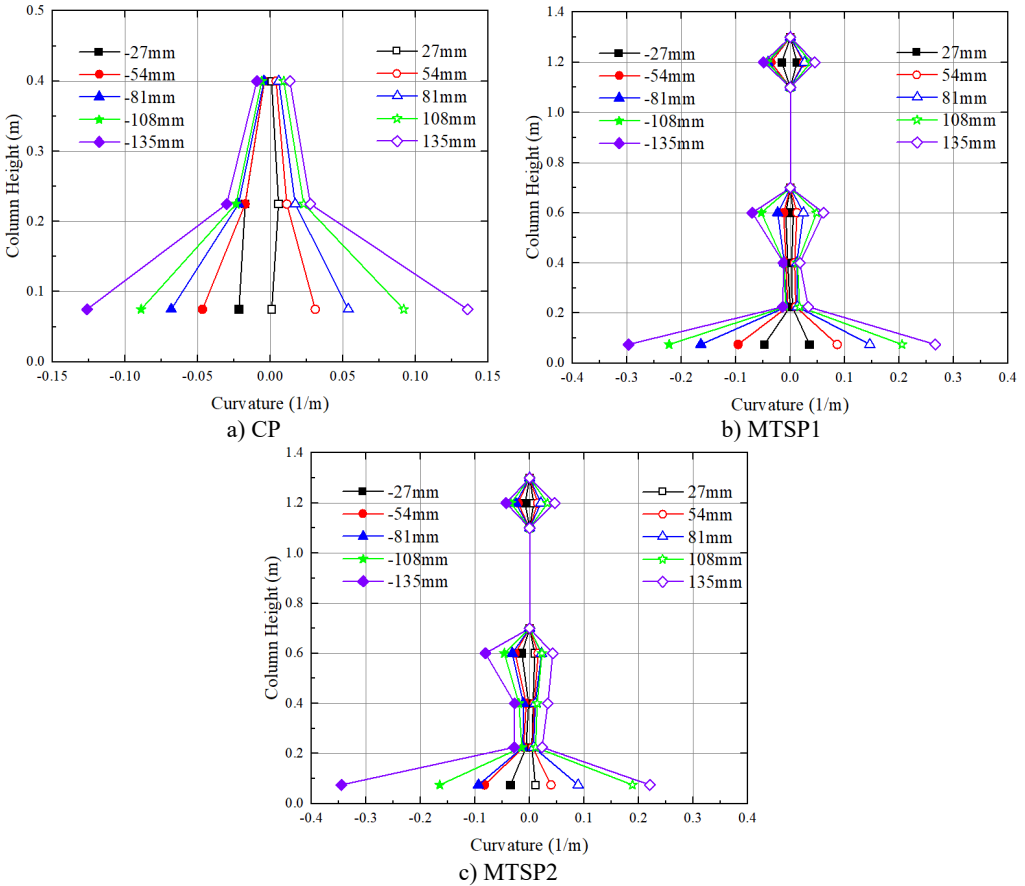 0.5
0.4
0.3
0.2
0.1
0.0
Column Height (m)
-27mm
-54mm
-81mm
-108mm
-135mm
27mm
54mm
81mm
108mm
135mm
-0.15 -0.10 -0.05 0.00 0.05 0.10 0.15
Curvature (1/m)
a) CP
1.4
1.2
1.0
0.8
0.6
0.4
0.2
0.0
Column Height (m)
-27mm
-54mm
-81mm
-108mm
-135mm
27mm
54mm
81mm
108mm
135mm
-0.4 -0.3 -0.2 -0.1 0.0 0.1 0.2 0.3 0.4
Curvature (1/m)
b) MTSP1
1.4
1.2
1.0
0.8
0.6
0.4
0.2
0.0
Column Height (m)
-27mm
-54mm
-81mm
-108mm
-135mm
27mm
54mm
81mm
108mm
135mm
-0.4 -0.3 -0.2 -0.1 0.0 0.1 0.2 0.3 0.4
Curvature (1/m)
c) MTSP2